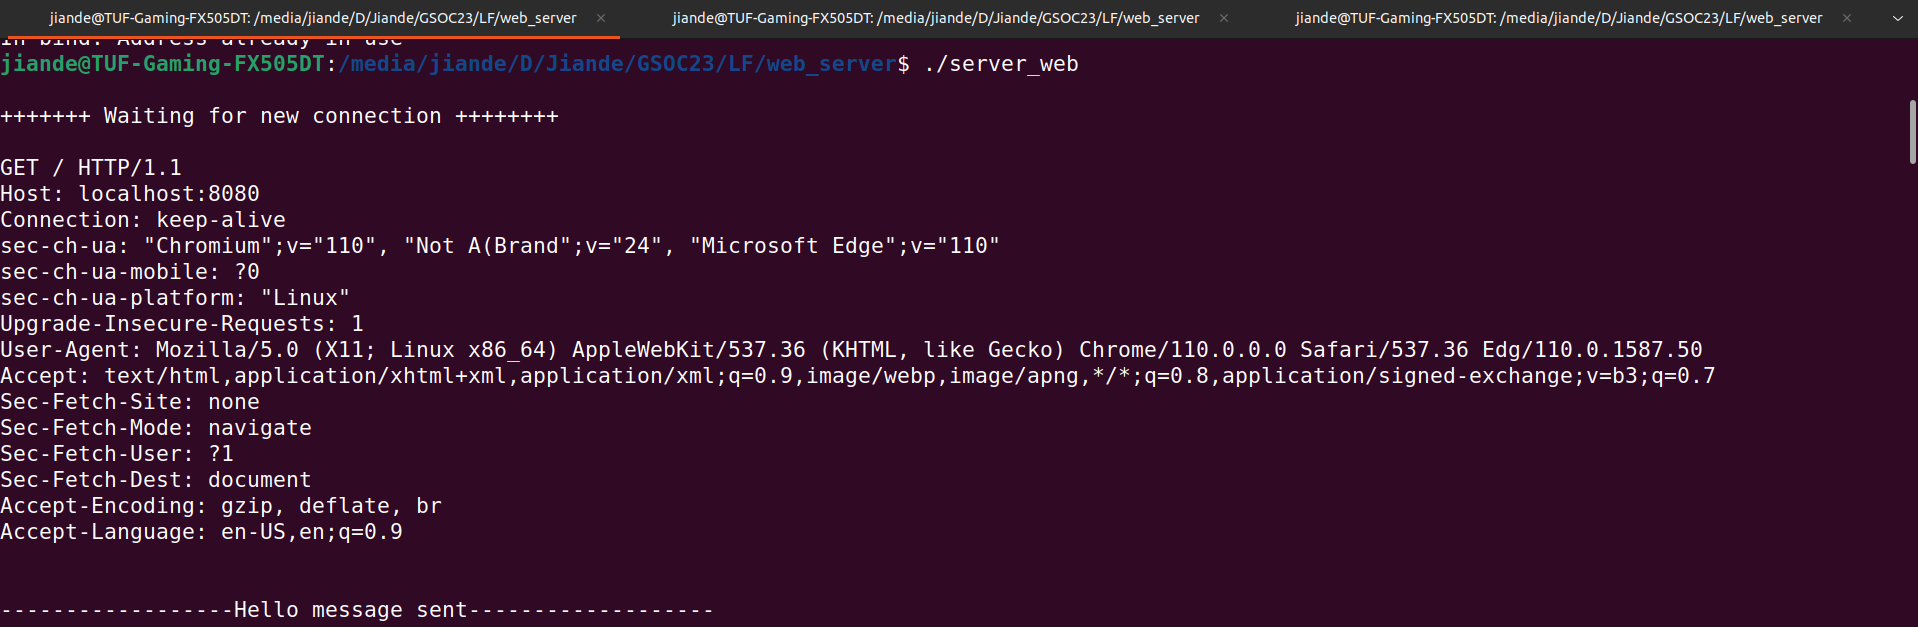 jiande@TUF-Gaming-FX505DT: /media/jiande/D/Jiande/GSOC23/LF/web_server × jiande@TUF-Gaming-FX505DT: /media/jiande/D/Jiande/GSOC23/LF/web_server × jiande@TUF-Gaming-FX505DT: /media/jiande/D/Jiande/GSOC23/LF/web_server ×
In bind: Address already in use
jiande@TUF-Gaming-FX505DT:/media/jiande/D/Jiande/GSOC23/LF/web_server$ ./server_web
+++++++ Waiting for new connection ++++++++
GET / HTTP/1.1
Host: localhost:8080
Connection: keep-alive
sec-ch-ua: "Chromium";v="110", "Not A(Brand";v="24", "Microsoft Edge";v="110"
sec-ch-ua-mobile: ?0
sec-ch-ua-platform: "Linux"
Upgrade-Insecure-Requests: 1
User-Agent: Mozilla/5.0 (X11; Linux x86_64) AppleWebKit/537.36 (KHTML, like Gecko) Chrome/110.0.0.0 Safari/537.36 Edg/110.0.1587.50
Accept: text/html,application/xhtml+xml,application/xml;q=0.9,image/webp,image/apng,*/*;q=0.8,application/signed-exchange;v=b3;q=0.7
Sec-Fetch-Site: none
Sec-Fetch-Mode: navigate
Sec-Fetch-User: ?1
Sec-Fetch-Dest: document
Accept-Encoding: gzip, deflate, br
Accept-Language: en-US,en;q=0.9
------------------Hello message sent-------------------